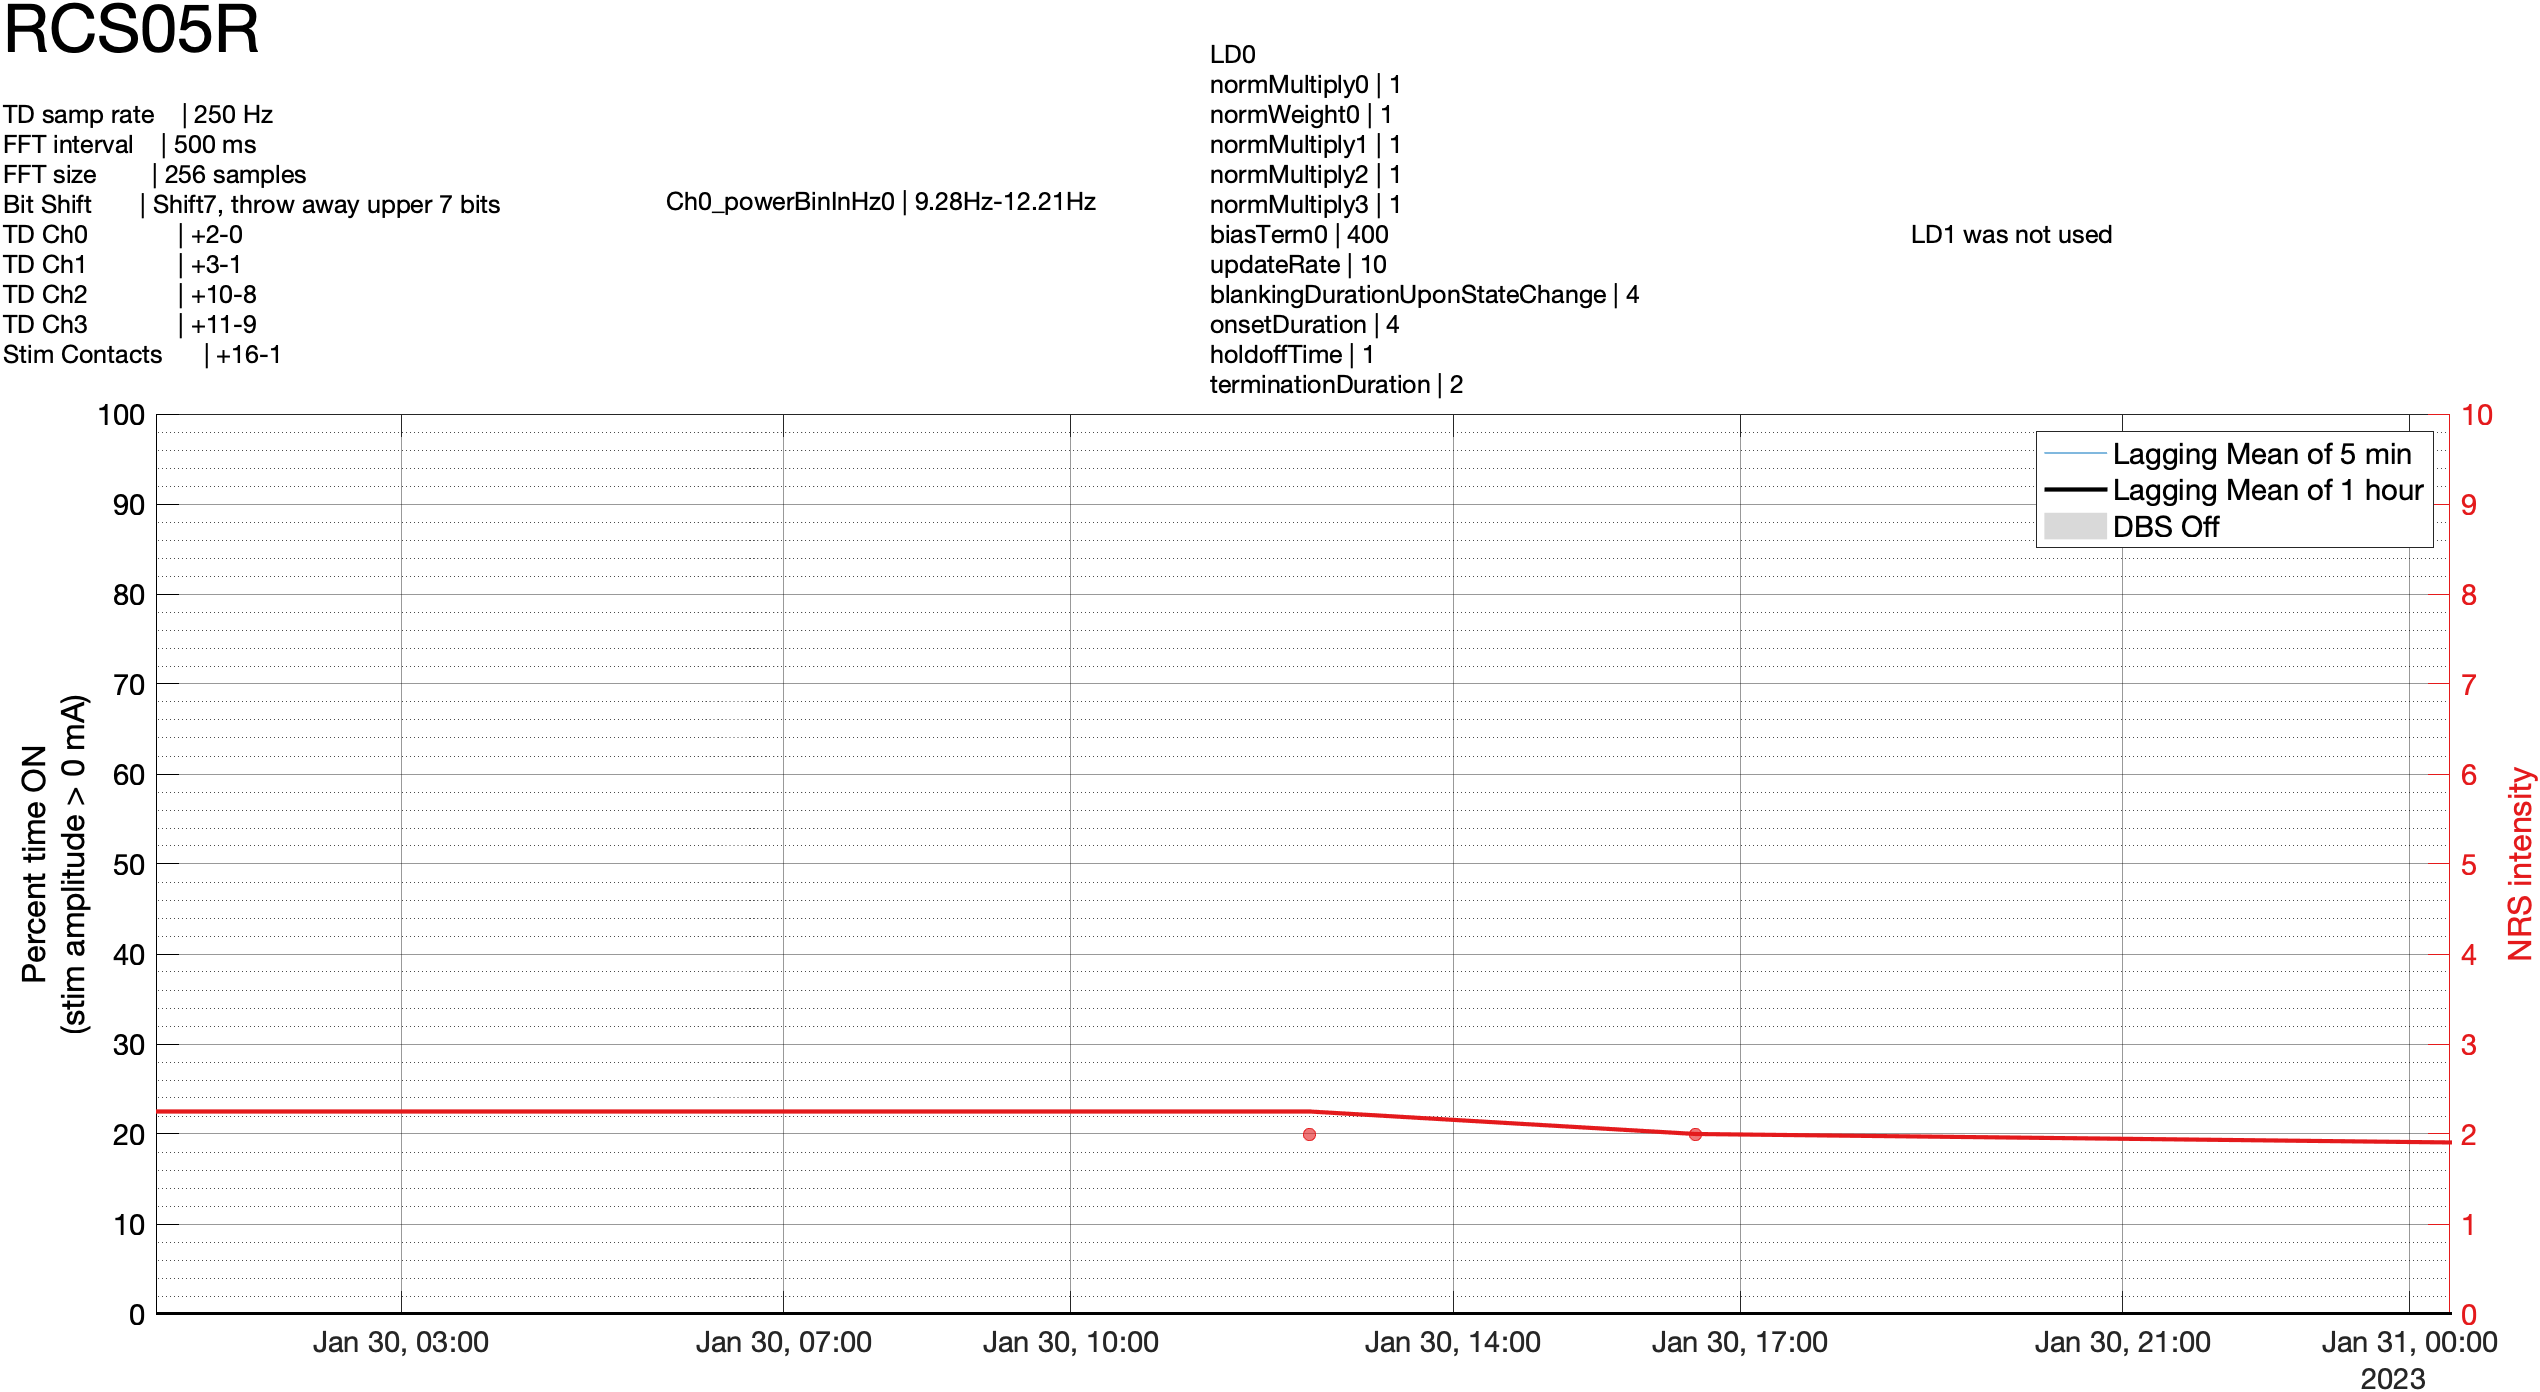 RCS05R
TD samp rate | 250 Hz
FFT interval | 500 ms
FFT size | 256 samples
Bit Shift | Shift7, throw away upper 7 bits
TD Ch0 | +2-0
TD Ch1 | +3-1
TD Ch2 | +10-8
TD Ch3 | +11-9
Stim Contacts | +16-1
Ch0_powerBinInHz0 | 9.28Hz-12.21Hz
LD0
normMultiply0 | 1
normWeight0 | 1
normMultiply1 | 1
normMultiply2 | 1
normMultiply3 | 1
biasTerm0 | 400
updateRate | 10
blankingDurationUponStateChange | 4
onsetDuration | 4
holdoffTime | 1
terminationDuration | 2
LD1 was not used
Percent time ON
(stim amplitude > 0 mA)
100
90
80
70
60
50
40
30
20
10
0
Lagging Mean of 5 min
Lagging Mean of 1 hour
DBS Off
10
9
8
7
6
5
4
3
2
1
0
NRS intensity
Jan 30, 03:00
Jan 30, 07:00
Jan 30, 10:00
Jan 30, 14:00
Jan 30, 17:00
Jan 30, 21:00
Jan 31, 00:00
2023